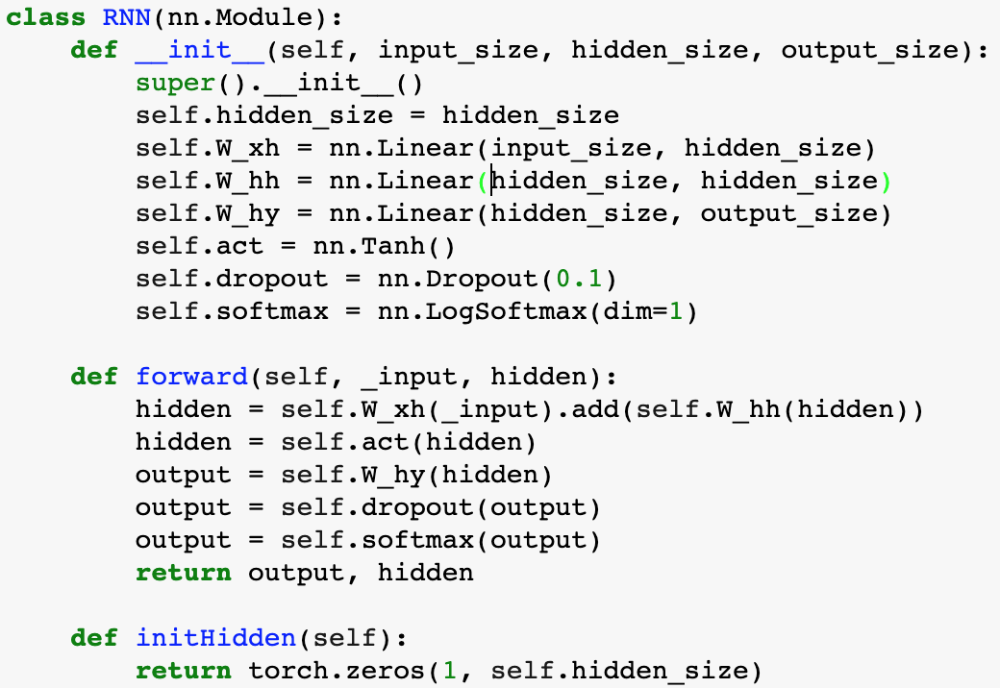 class RNN(nn.Module):
    def __init__(self, input_size, hidden_size, output_size):
        super().__init__()
        self.hidden_size = hidden_size
        self.W_xh = nn.Linear(input_size, hidden_size)
        self.W_hh = nn.Linear(hidden_size, hidden_size)
        self.W_hy = nn.Linear(hidden_size, output_size)
        self.act = nn.Tanh()
        self.dropout = nn.Dropout(0.1)
        self.softmax = nn.LogSoftmax(dim=1)
    def forward(self, _input, hidden):
        hidden = self.W_xh(_input).add(self.W_hh(hidden))
        hidden = self.act(hidden)
        output = self.W_hy(hidden)
        output = self.dropout(output)
        output = self.softmax(output)
        return output, hidden
    def initHidden(self):
        return torch.zeros(1, self.hidden_size)